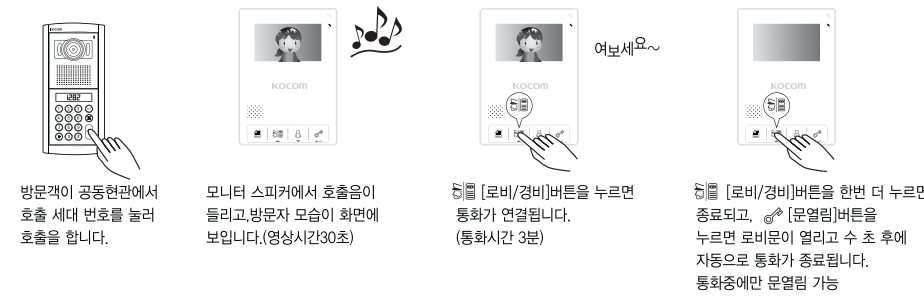 KOCOM
1282
KOCOM
KOCOM
여보세요~
KOCOM
방문객이 공동현관에서
호출 세대 번호를 눌러
호출을 합니다.
모니터 스피커에서 호출음이
들리고,방문자 모습이 화면에
보입니다.(영상시간30초)
[로비/경비]버튼을 누르면
통화가 연결됩니다.
(통화시간 3분)
[로비/경비]버튼을 한번 더 누르면
종료되고, [문열림]버튼을
누르면 로비문이 열리고 수 초 후에
자동으로 통화가 종료됩니다.
통화중에만 문열림 가능